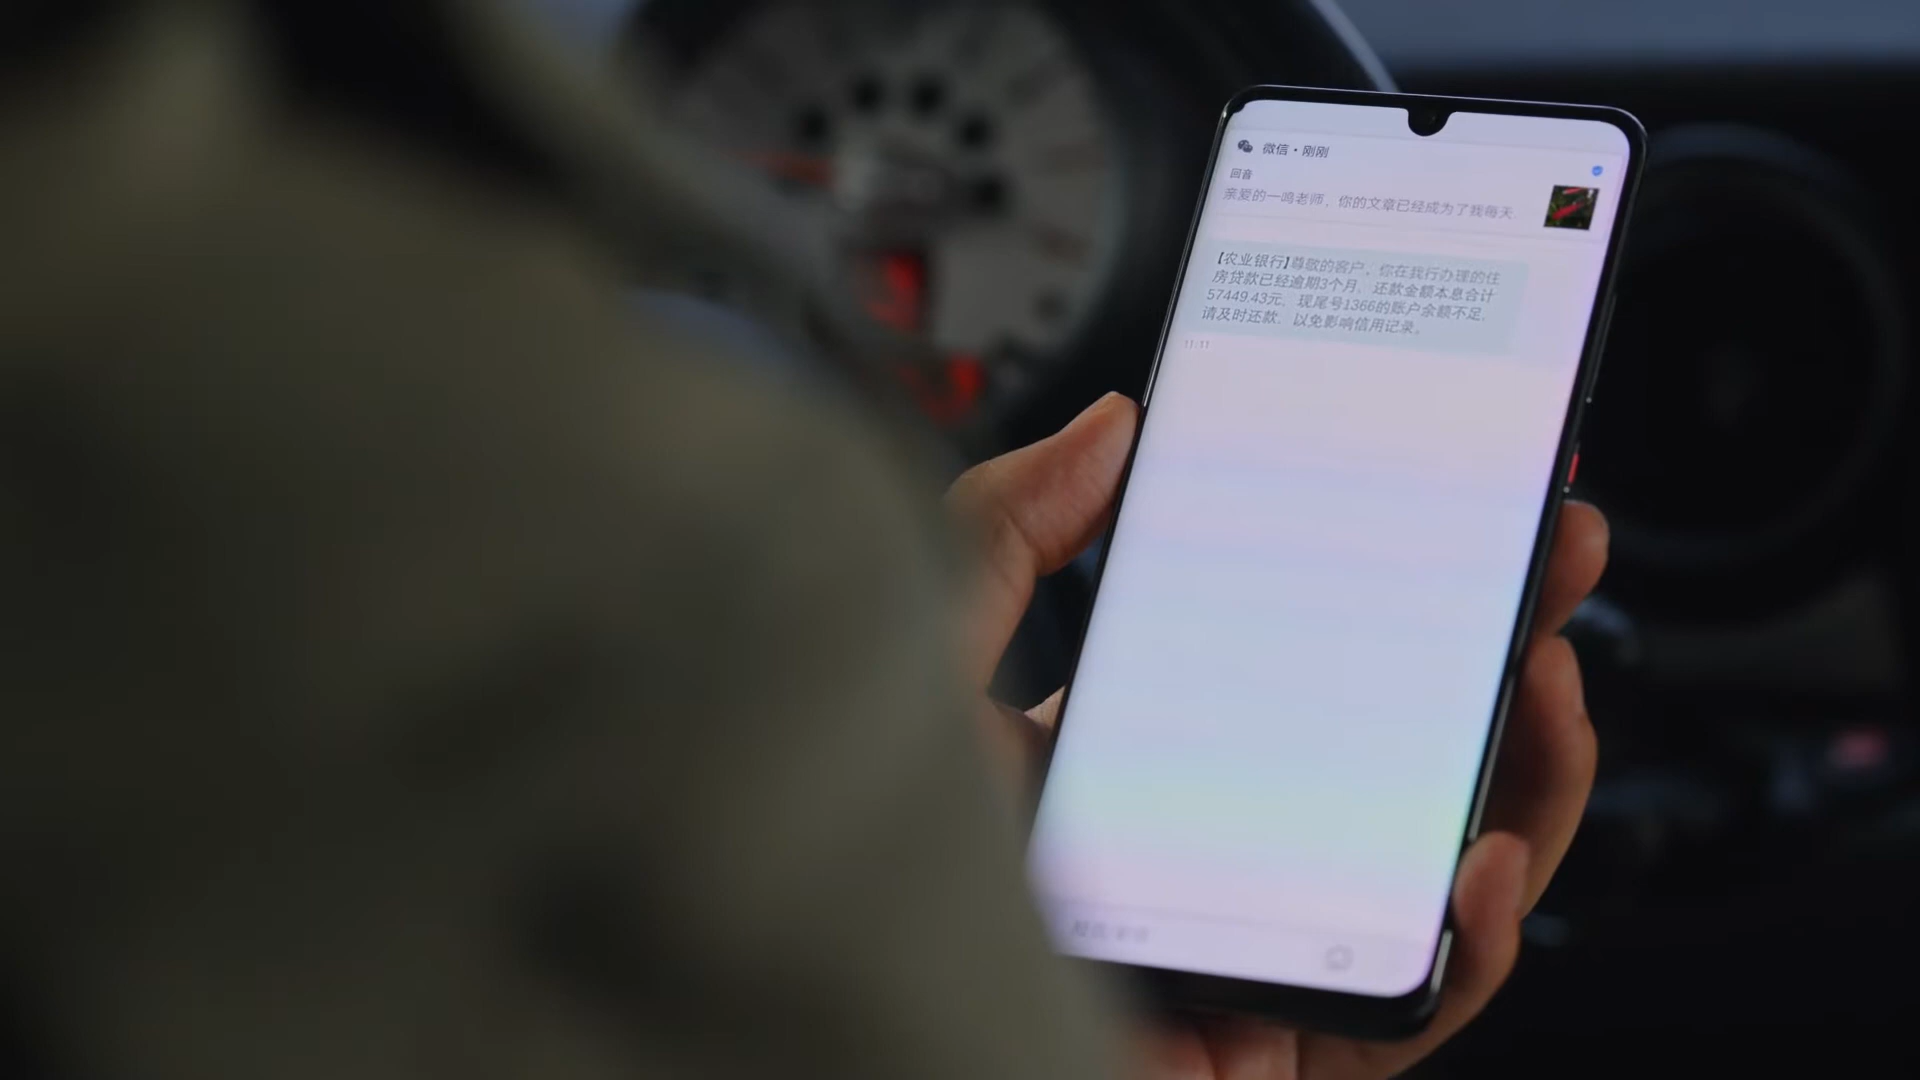 微信・刚刚
回音
亲爱的一鸣老师，你的文章已经成为了我每天
【农业银行】尊敬的客户，你在我行办理的住
房贷款已经逾期3个月，还款金额本息合计
57449.43元，现尾号1366的账户余额不足，
请及时还款，以免影响信用记录。
11:11